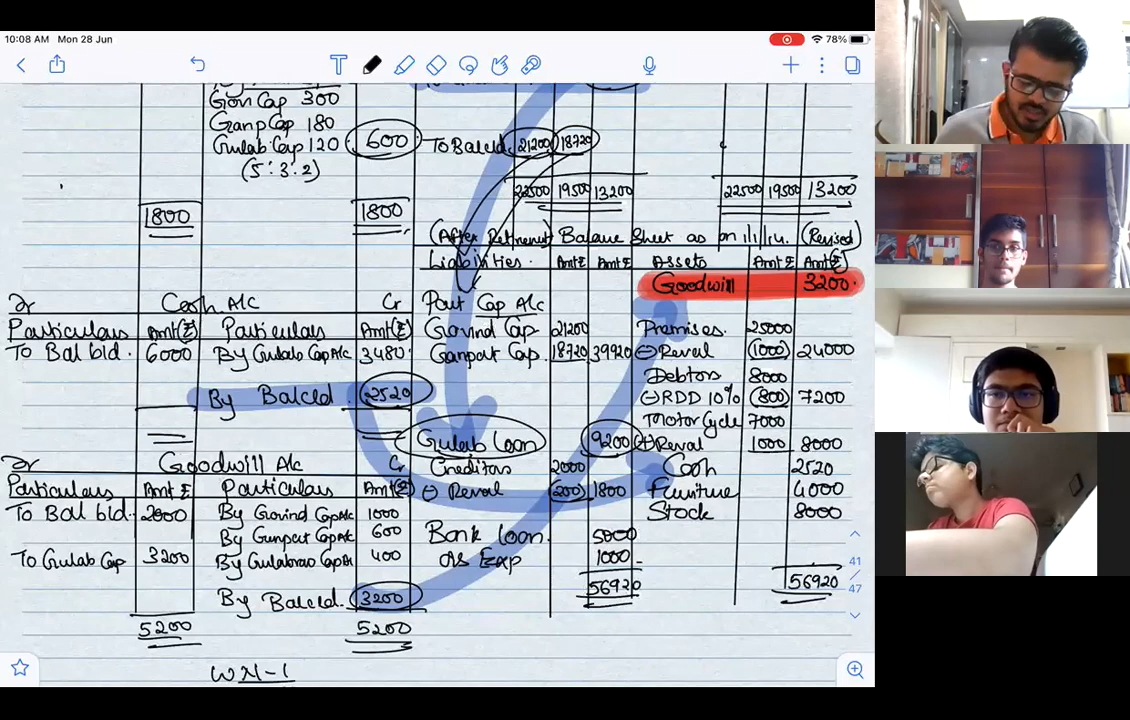 10:08 AM Mon 28 Jun
78%
Govn Cap 300
Ganp Cap 180
Gulab Cap 120
600
(5:3:2)
1800
1800
To Balcd.
21200
18720
22500
19500
13200
22500
19500
13200
(After Retirement) Balance Sheet as on 1/1/14. (Revised)
Liabilities.
Amt ₹
Amt ₹
Assets
Amt ₹
Amt(₹)
Goodwill
3200.
Part Cap A/c
Govind Cap
21200
Premises.
25000
Ganpat Cap.
18720
39920
(-) Reval
(1000)
24000
Debtors
8000
(-) RDD 10%
(800)
7200
Motor Cycle
7000
Gulab loan
9200
(+) Reval
1000
8000
Creditors
2000
Cash
2520
(-) Reval
(200)
1800
Furniture
4000
Bank loan.
5000
Stock
8000
O/s Exp
1000
56920
56920
Dr
Cash A/c
Cr
Particulars
Amt(₹)
Particulars
Amt(₹)
To Bal b/d.
6000
By Gulab Cap A/c
3480.
By Balc/d.
2520
Dr
Goodwill A/c
Cr
Particulars
Amt ₹
Particulars
Amt(₹)
To Bal b/d.
2000
By Govind Cap A/c
1000
By Gunpat Cap A/c
600
To Gulab Cap
3200
By Gulabrao Cap A/c
400
By Balc/d.
3200
5200
5200
WN-1
41
/
47